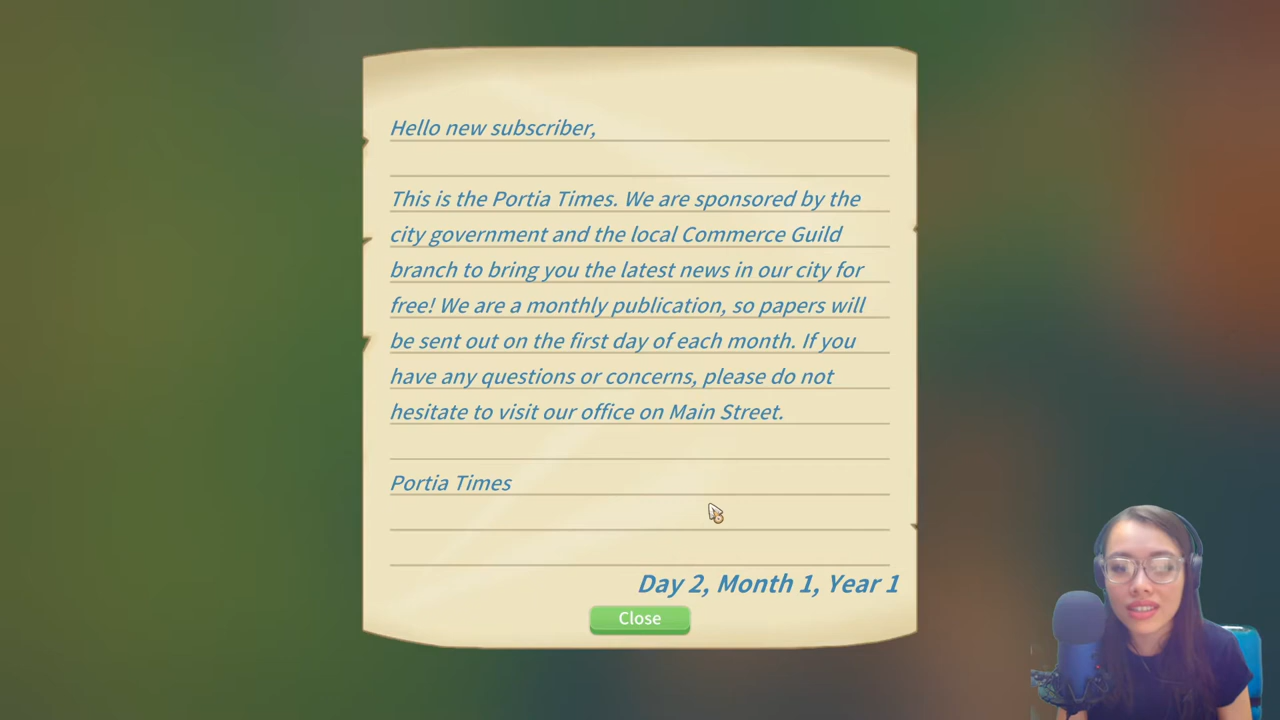 Hello new subscriber,
This is the Portia Times. We are sponsored by the
city government and the local Commerce Guild
branch to bring you the latest news in our city for
free! We are a monthly publication, so papers will
be sent out on the first day of each month. If you
have any questions or concerns, please do not
hesitate to visit our office on Main Street.
Portia Times
Day 2, Month 1, Year 1
Close